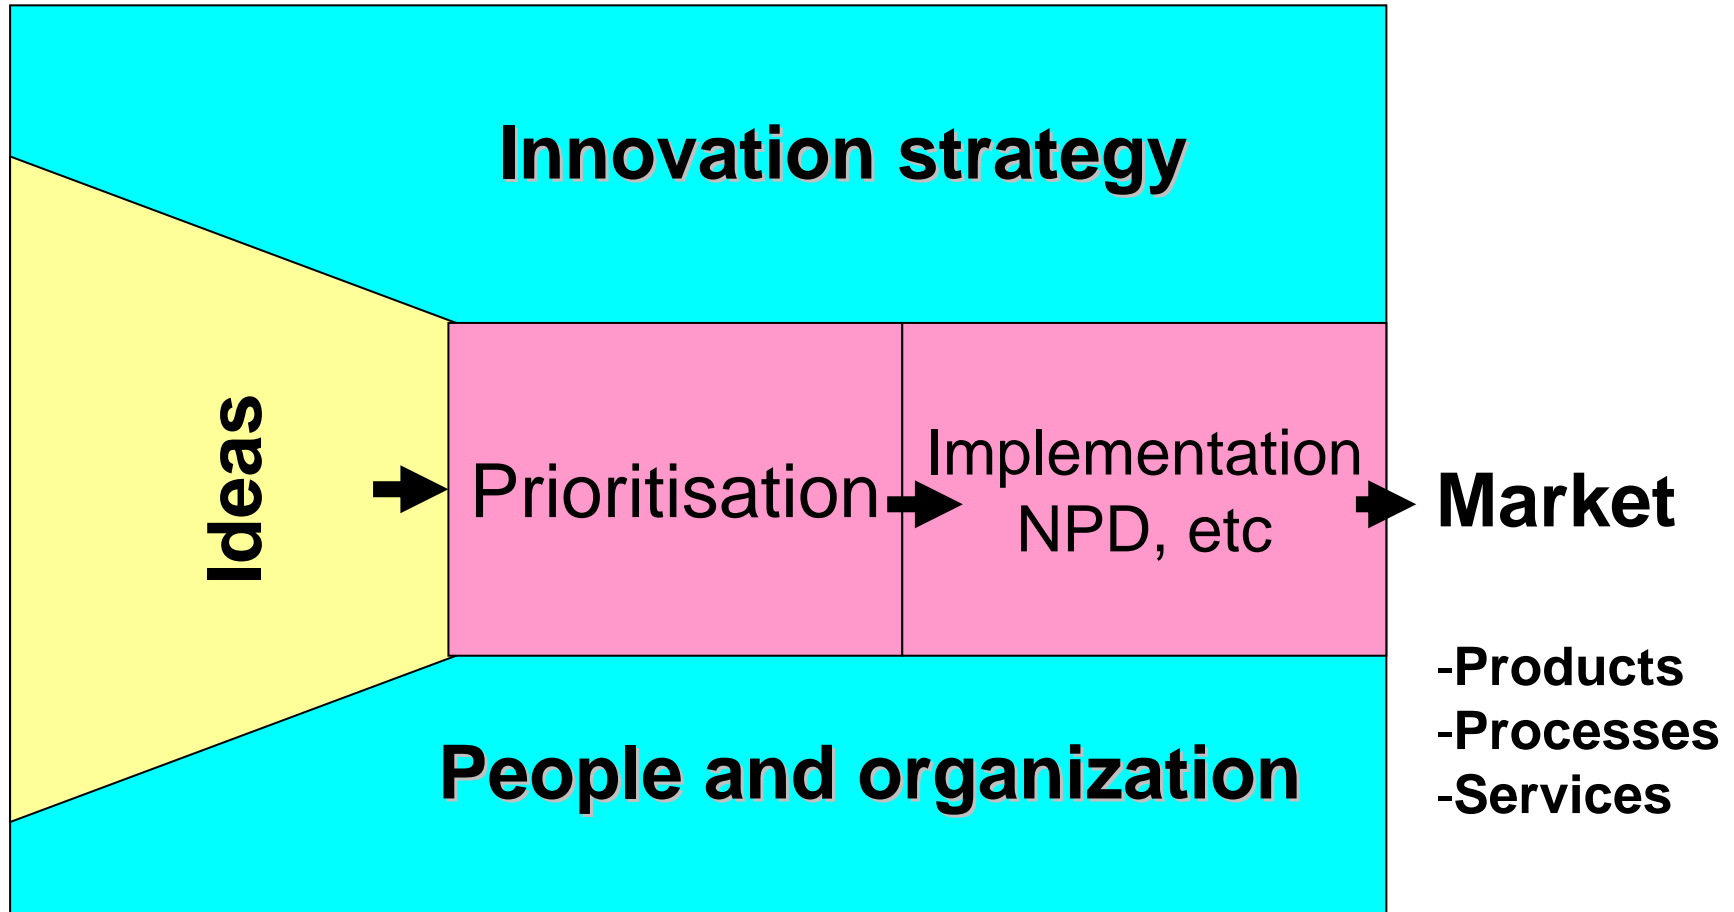 Innovation strategy
Ideas
Prioritisation
Implementation
NPD, etc
Market
-Products
-Processes
-Services
People and organization